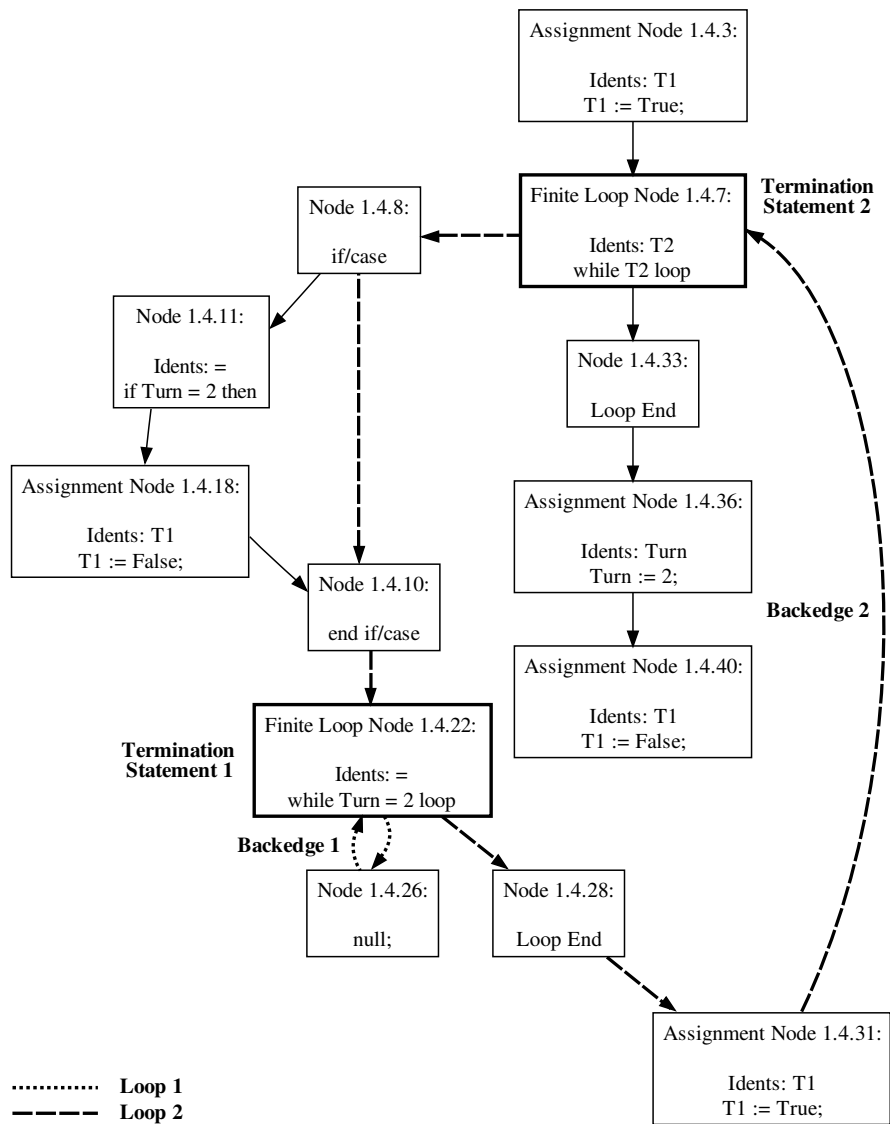 Assignment Node 1.4.3:
Idents: T1
T1 := True;
Finite Loop Node 1.4.7:
Idents: T2
while T2 loop
Termination
Statement 2
Node 1.4.8:
if/case
Node 1.4.11:
Idents: =
if Turn = 2 then
Node 1.4.33:
Loop End
Assignment Node 1.4.18:
Idents: T1
T1 := False;
Assignment Node 1.4.36:
Idents: Turn
Turn := 2;
Node 1.4.10:
end if/case
Backedge 2
Assignment Node 1.4.40:
Idents: T1
T1 := False;
Finite Loop Node 1.4.22:
Idents: =
while Turn = 2 loop
Termination
Statement 1
Backedge 1
Node 1.4.26:
null;
Node 1.4.28:
Loop End
Assignment Node 1.4.31:
Idents: T1
T1 := True;
Loop 1
Loop 2